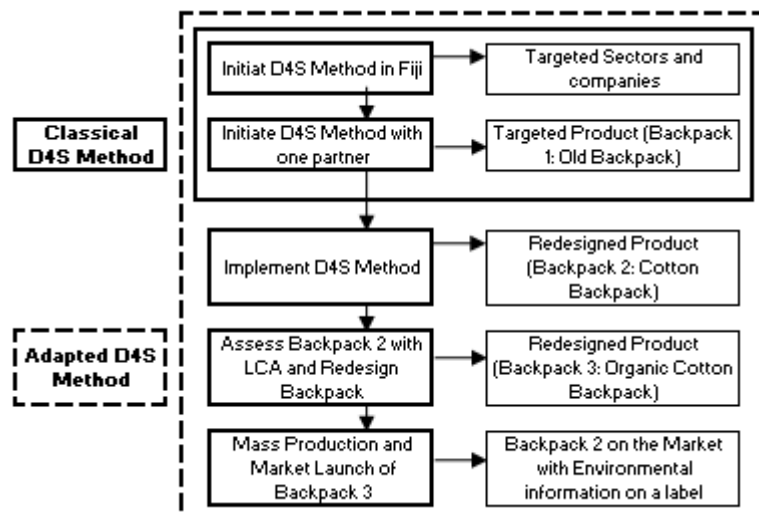 Initiat D4S Method in Fiji
Targeted Sectors and
companies
Classical
D4S Method
Initiate D4S Method with
one partner
Targeted Product (Backpack
1: Old Backpack)
Implement D4S Method
Redesigned Product
(Backpack 2: Cotton
Backpack)
Adapted D4S
Method
Assess Backpack 2 with
LCA and Redesign
Backpack
Redesigned Product
(Backpack 3: Organic Cotton
Backpack)
Mass Production and
Market Launch of
Backpack 3
Backpack 2 on the Market
with Environmental
information on a label